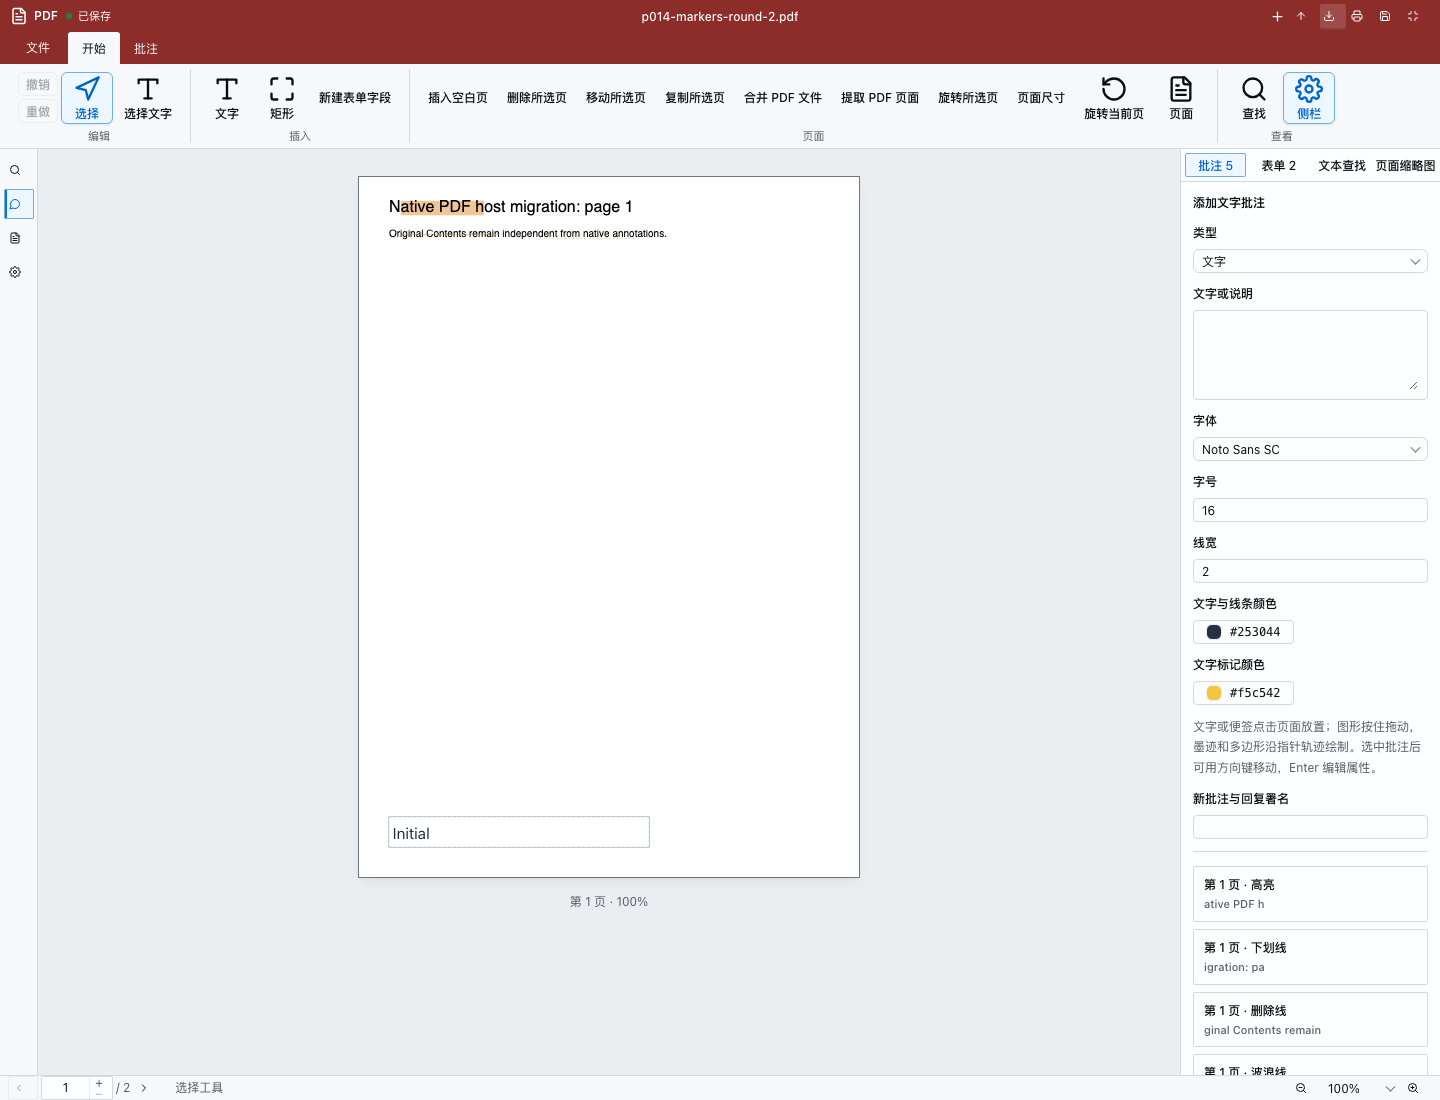 PDF 已保存
p014-markers-round-2.pdf
文件 开始 批注
撤销
重做
选择
选择文字
编辑
文字
矩形
新建表单字段
插入
插入空白页
删除所选页
移动所选页
复制所选页
合并 PDF 文件
提取 PDF 页面
旋转所选页
页面尺寸
旋转当前页
页面
页面
查找
侧栏
查看
批注 5
表单 2
文本查找
页面缩略图
Native PDF host migration: page 1
Original Contents remain independent from native annotations.
Initial
第 1 页 · 100%
添加文字批注
类型
文字
文字或说明
字体
Noto Sans SC
字号
16
线宽
2
文字与线条颜色
#253044
文字标记颜色
#f5c542
文字或便签点击页面放置；图形按住拖动，
墨迹和多边形沿指针轨迹绘制。选中批注后
可用方向键移动，Enter 编辑属性。
新批注与回复署名
第 1 页 · 高亮
ative PDF h
第 1 页 · 下划线
igration: pa
第 1 页 · 删除线
ginal Contents remain
第 1 页 · 波浪线
1 / 2
选择工具
100%